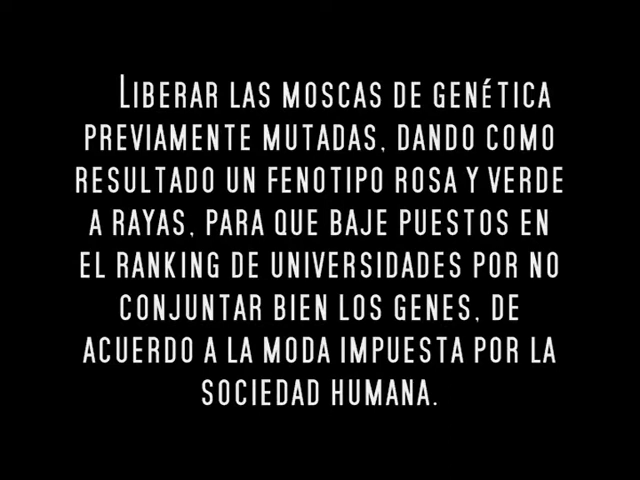 LIBERAR LAS MOSCAS DE GENÉTICA
PREVIAMENTE MUTADAS, DANDO COMO
RESULTADO UN FENOTIPO ROSA Y VERDE
A RAYAS, PARA QUE BAJE PUESTOS EN
EL RANKING DE UNIVERSIDADES POR NO
CONJUNTAR BIEN LOS GENES, DE
ACUERDO A LA MODA IMPUESTA POR LA
SOCIEDAD HUMANA.